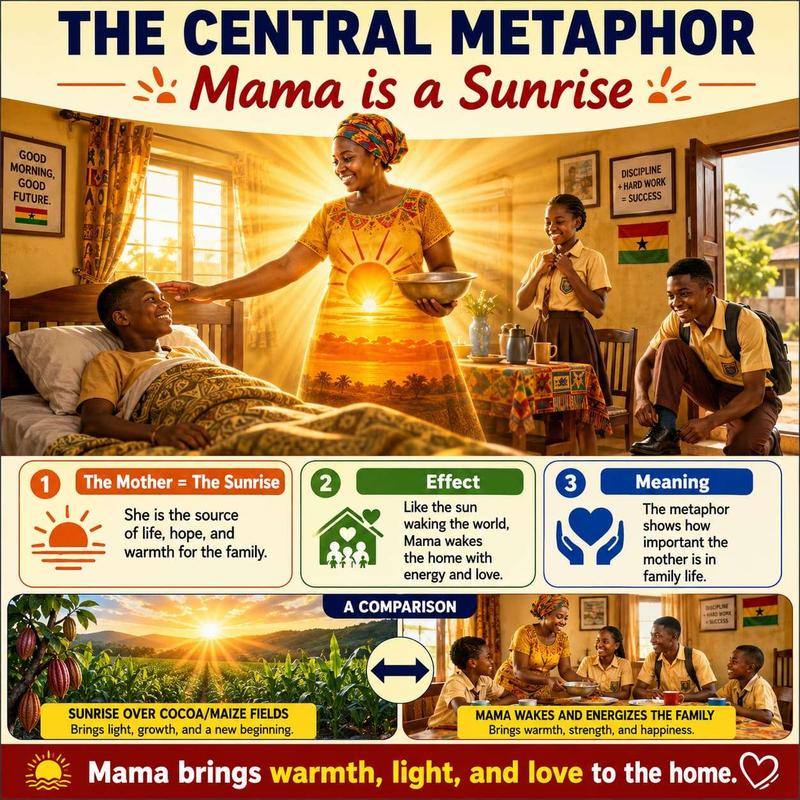 THE CENTRAL METAPHOR
Mama is a Sunrise
GOOD
MORNING,
GOOD
FUTURE.
DISCIPLINE
+ HARD WORK
= SUCCESS
1
The Mother = The Sunrise
She is the source
of life, hope, and
warmth for the family.
2
Effect
Like the sun
waking the world,
Mama wakes
the home with
energy and love.
3
Meaning
The metaphor
shows how
important the
mother is in
family life.
A COMPARISON
DISCIPLINE
+ HARD WORK
= SUCCESS
SUNRISE OVER COCOA/MAIZE FIELDS
Brings light, growth, and a new beginning.
MAMA WAKES AND ENERGIZES THE FAMILY
Brings warmth, strength, and happiness.
Mama brings warmth, light, and love to the home.